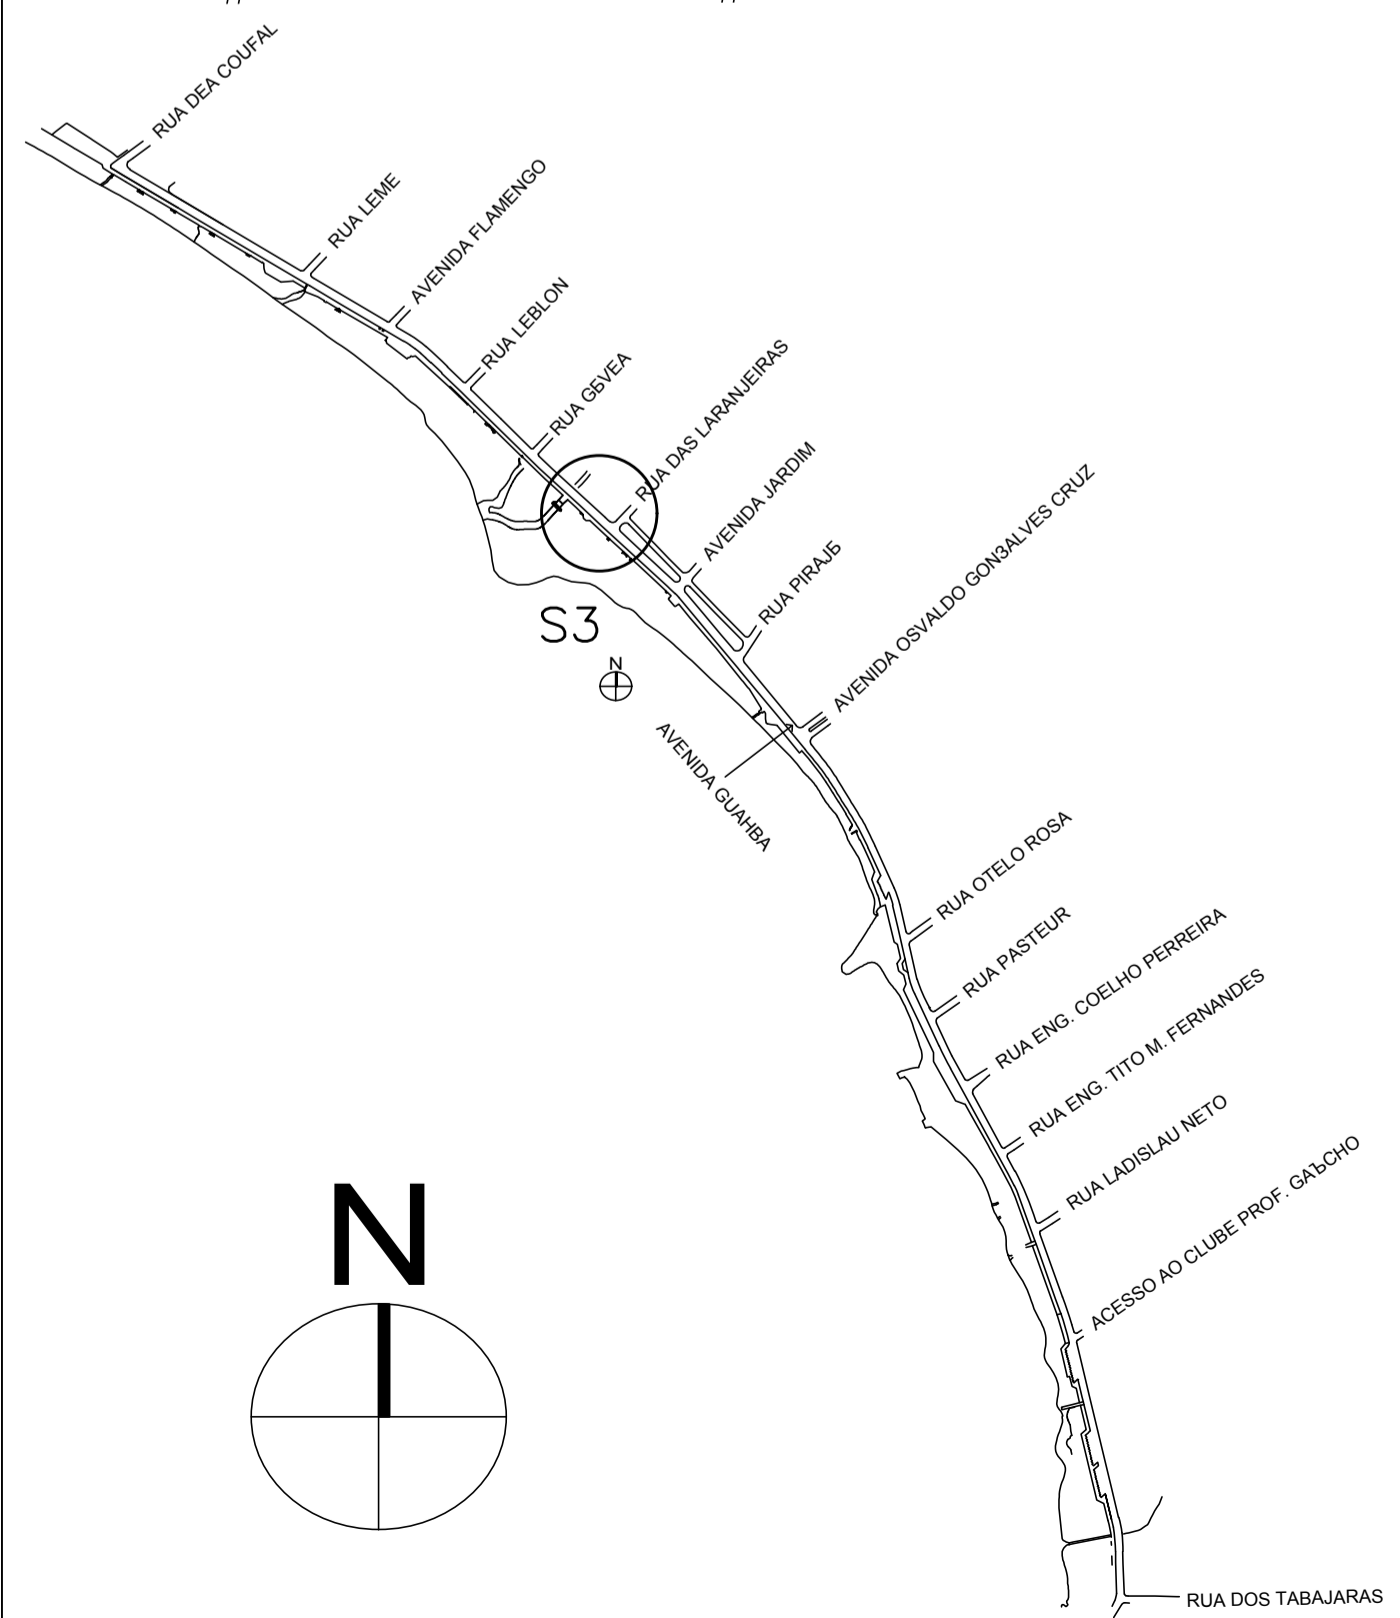 RUA DEA COUFAL
RUA LEME
AVENIDA FLAMENGO
RUA LEBLON
RUA GБVEA
RUA DAS LARANJEIRAS
AVENIDA JARDIM
RUA PIRAJБ
AVENIDA OSVALDO GONЗALVES CRUZ
S3
N
AVENIDA GUAНBA
RUA OTELO ROSA
RUA PASTEUR
RUA ENG. COELHO PERREIRA
RUA ENG. TITO M. FERNANDES
RUA LADISLAU NETO
ACESSO AO CLUBE PROF. GAЪCHO
N
RUA DOS TABAJARAS